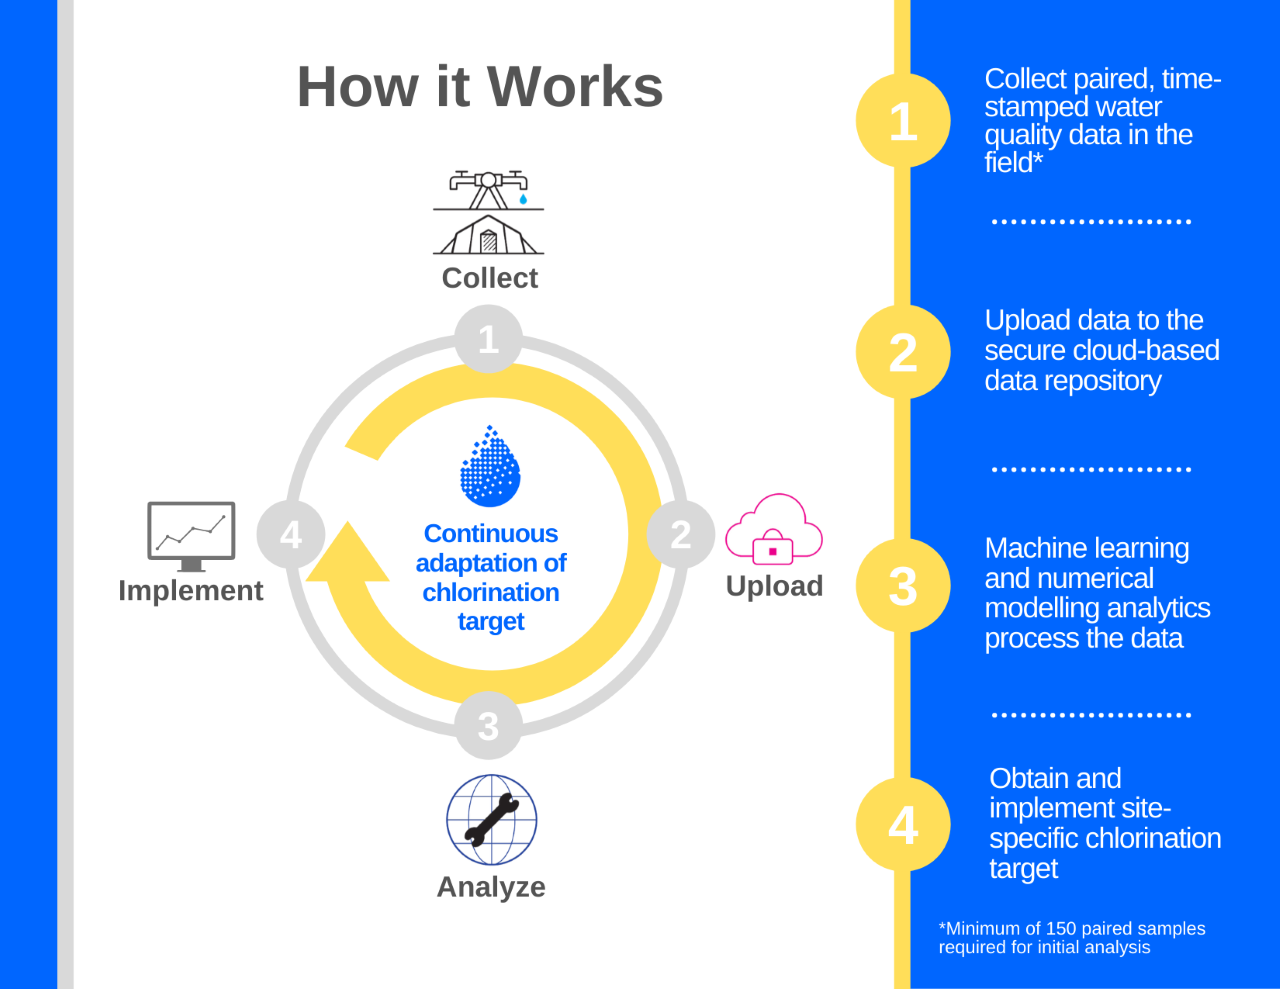 How it Works
Collect
1
2
3
4
Upload
Analyze
Implement
Continuous
adaptation of
chlorination
target
1
Collect paired, time-
stamped water
quality data in the
field*
2
Upload data to the
secure cloud-based
data repository
3
Machine learning
and numerical
modelling analytics
process the data
4
Obtain and
implement site-
specific chlorination
target
*Minimum of 150 paired samples
required for initial analysis